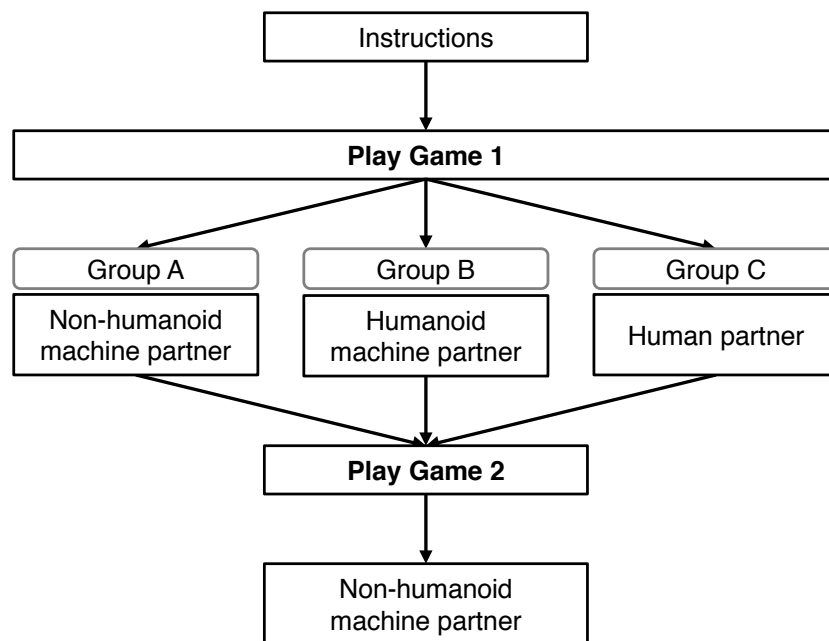 Instructions
Play Game 1
Group A
Group B
Group C
Non-humanoid
machine partner
Humanoid
machine partner
Human partner
Play Game 2
Non-humanoid
machine partner